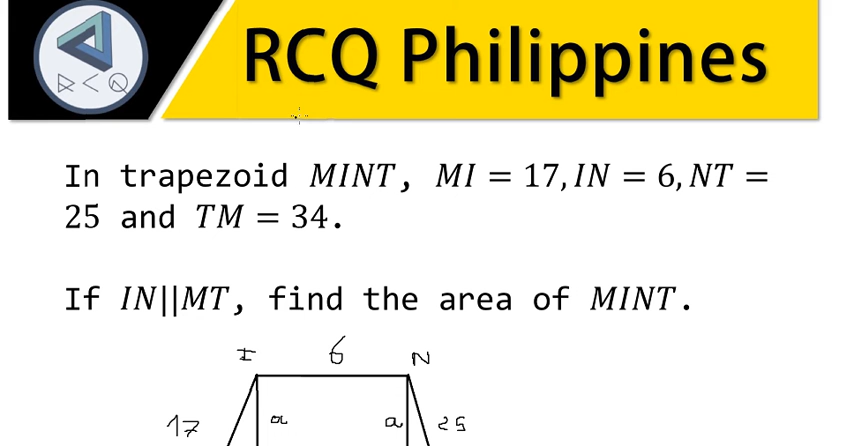 RCQ
RCQ Philippines
In trapezoid MINT, MI = 17, IN = 6, NT =
25 and TM = 34.
If IN||MT, find the area of MINT.
I 6 N
17 a a 25